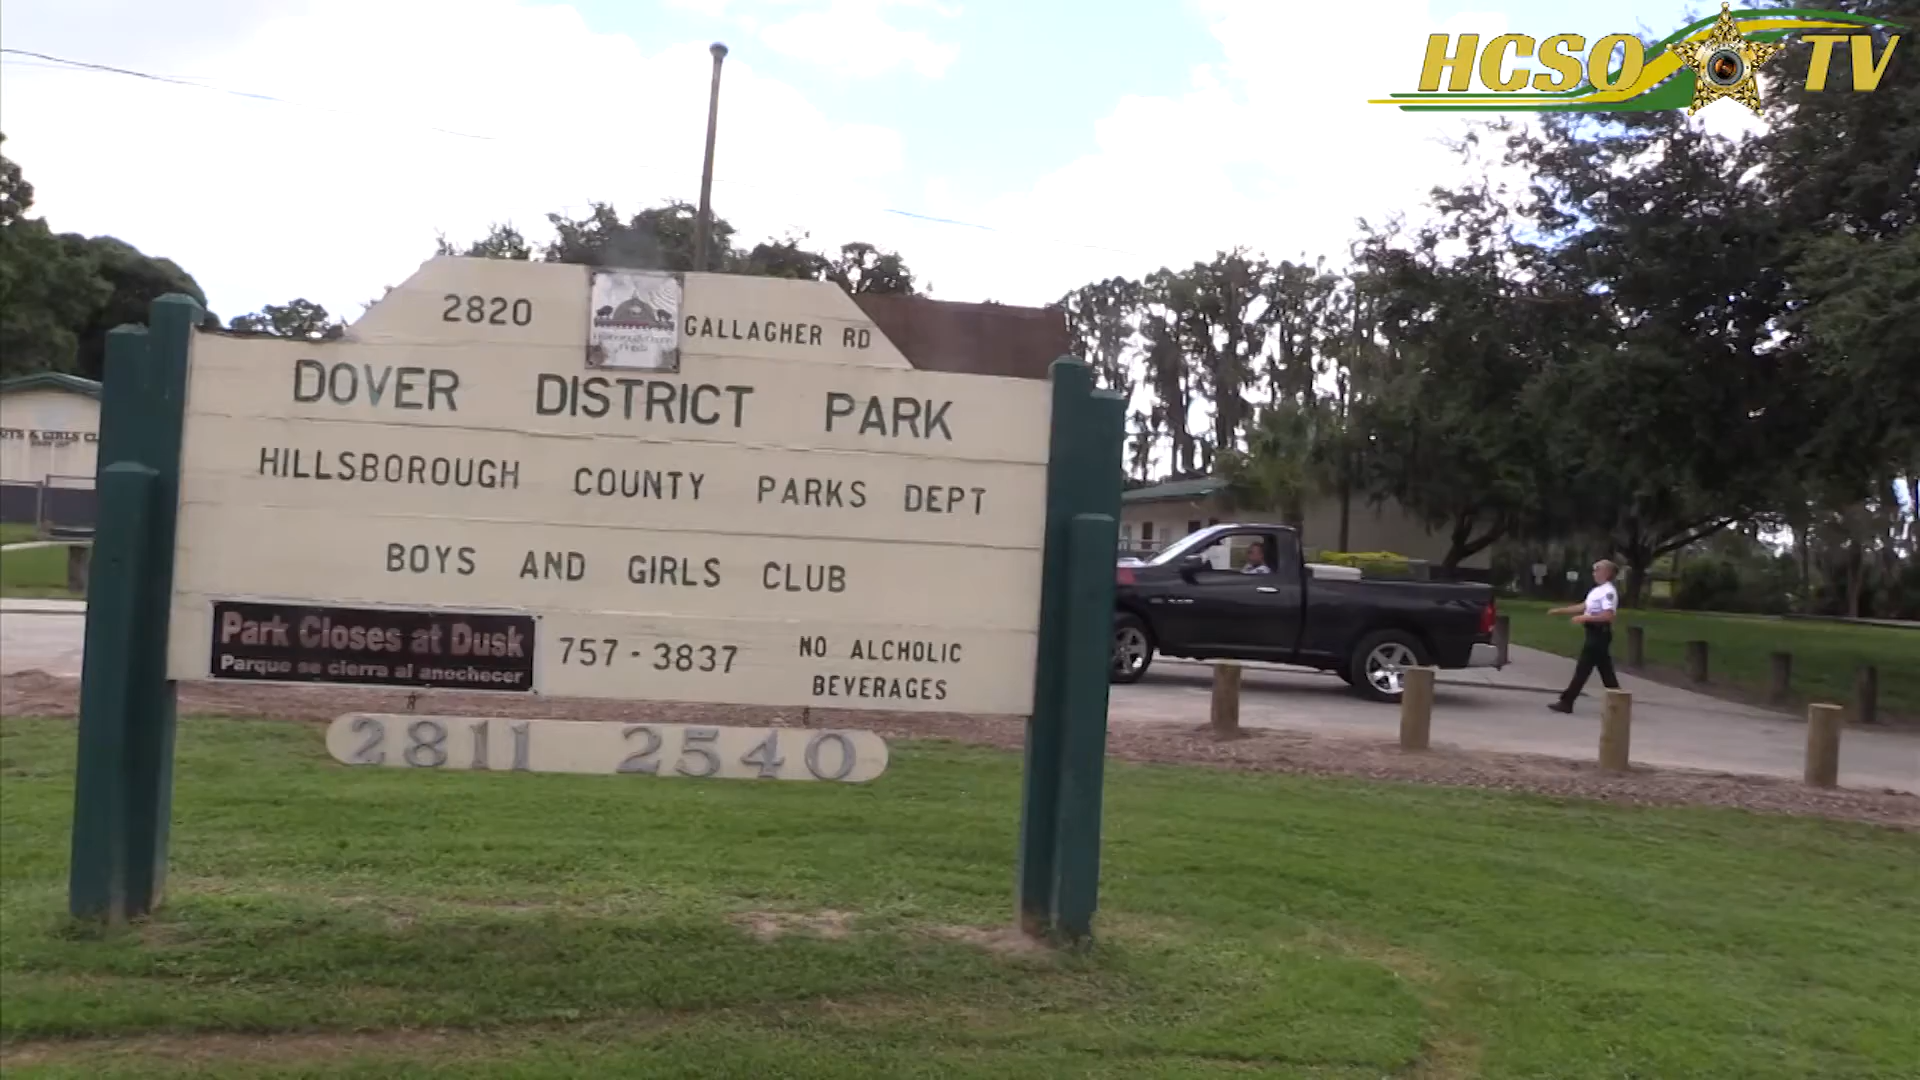 HCSO TV
2820 GALLAGHER RD
DOVER DISTRICT PARK
HILLSBOROUGH COUNTY PARKS DEPT
BOYS AND GIRLS CLUB
Park Closes at Dusk
Parque se cierra al anochecer
757-3837
NO ALCHOLIC
BEVERAGES
2811 2540
& GIRLS